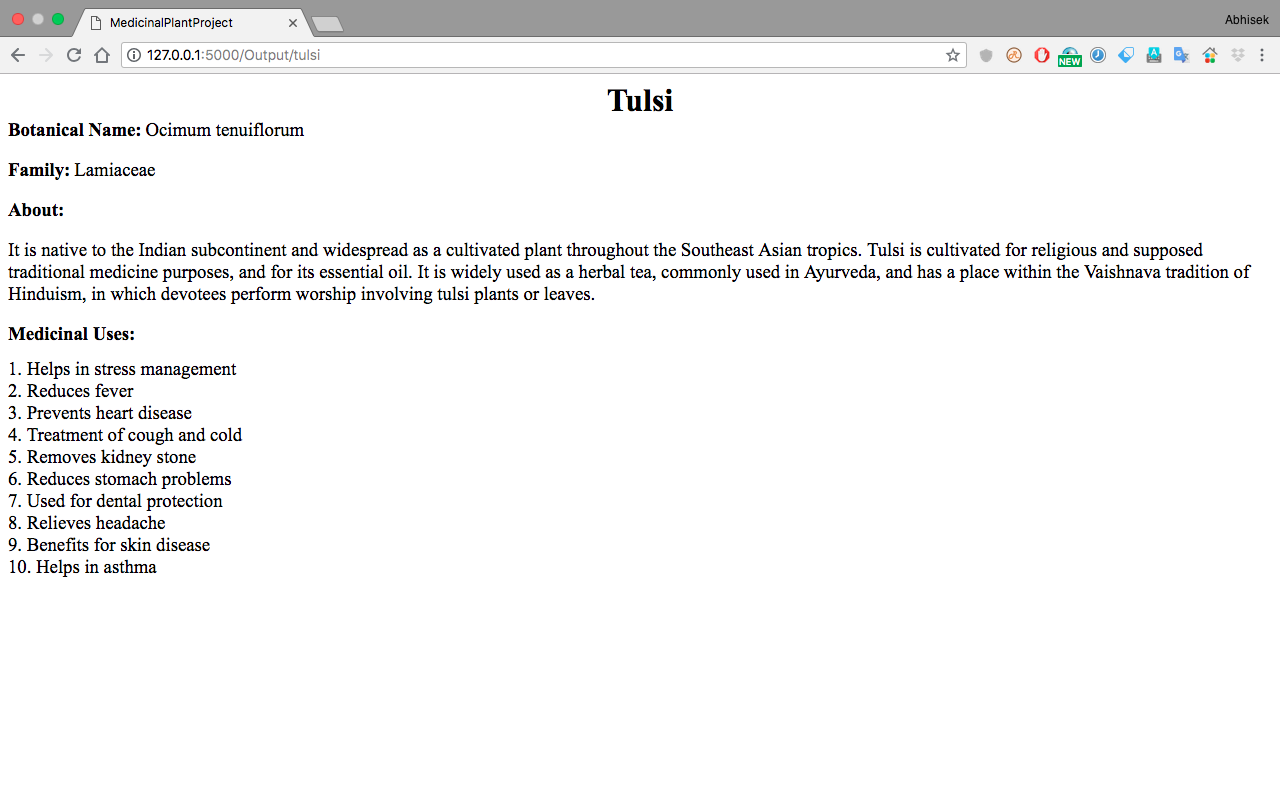 MedicinalPlantProject
Abhisek
127.0.0.1:5000/Output/tulsi
NEW
Tulsi
Botanical Name: Ocimum tenuiflorum
Family: Lamiaceae
About:
It is native to the Indian subcontinent and widespread as a cultivated plant throughout the Southeast Asian tropics. Tulsi is cultivated for religious and supposed
traditional medicine purposes, and for its essential oil. It is widely used as a herbal tea, commonly used in Ayurveda, and has a place within the Vaishnava tradition of
Hinduism, in which devotees perform worship involving tulsi plants or leaves.
Medicinal Uses:
1. Helps in stress management
2. Reduces fever
3. Prevents heart disease
4. Treatment of cough and cold
5. Removes kidney stone
6. Reduces stomach problems
7. Used for dental protection
8. Relieves headache
9. Benefits for skin disease
10. Helps in asthma